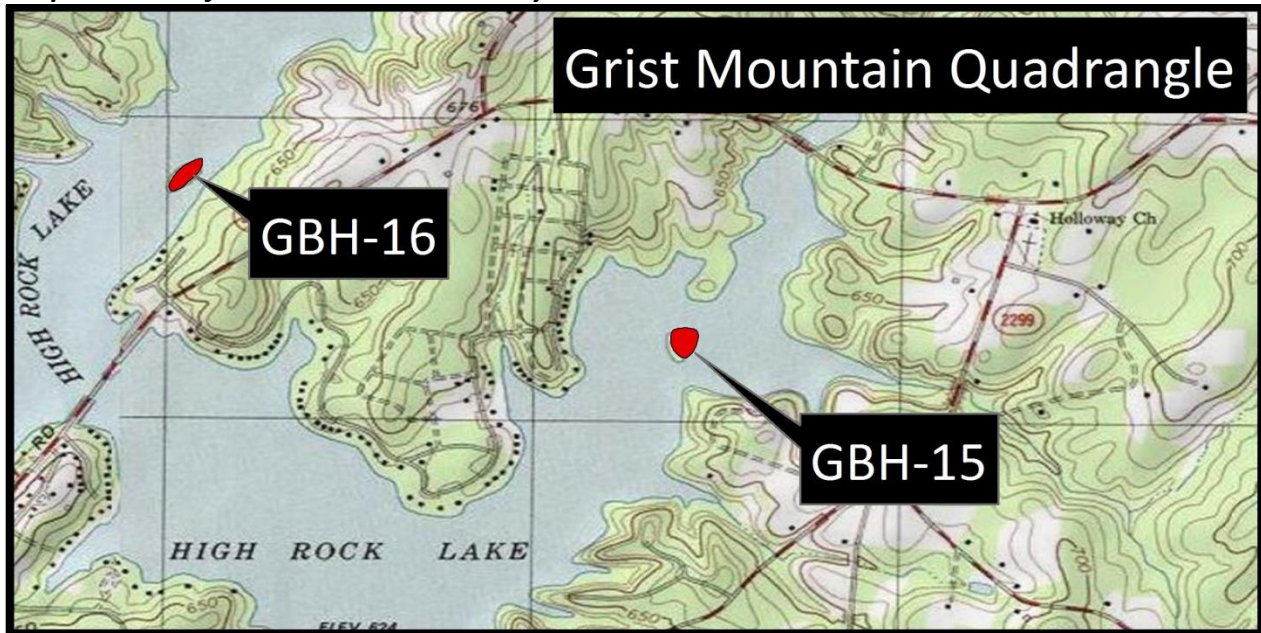 Grist Mountain Quadrangle
676
650
650
HIGH ROCK LAKE
GBH-16
Holloway Ch
700
650
650
2299
RD
GBH-15
HIGH ROCK LAKE
700
650
650
ELEV 624